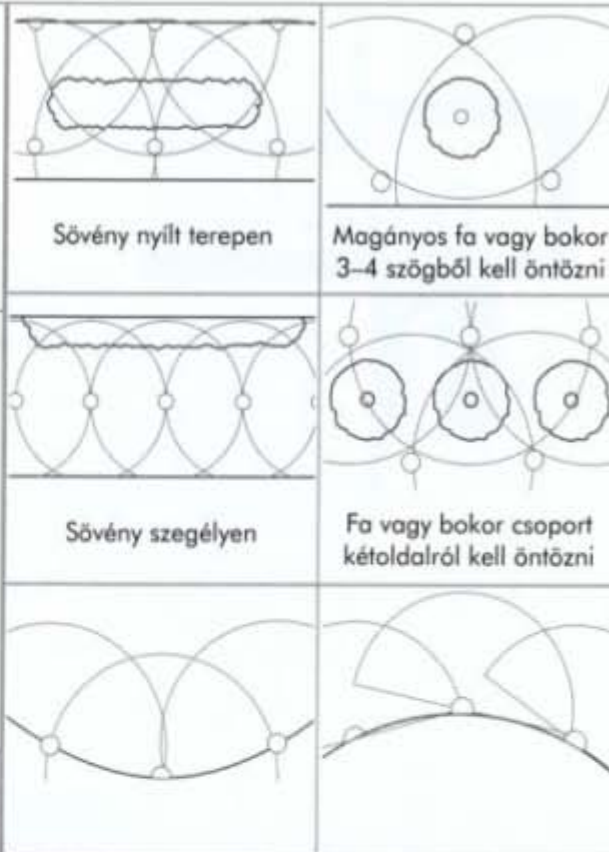 Sövény nyílt terepen
Magányos fa vagy bokor
3–4 szögből kell öntözni
Sövény szegélyen
Fa vagy bokor csoport
kétoldalról kell öntözni